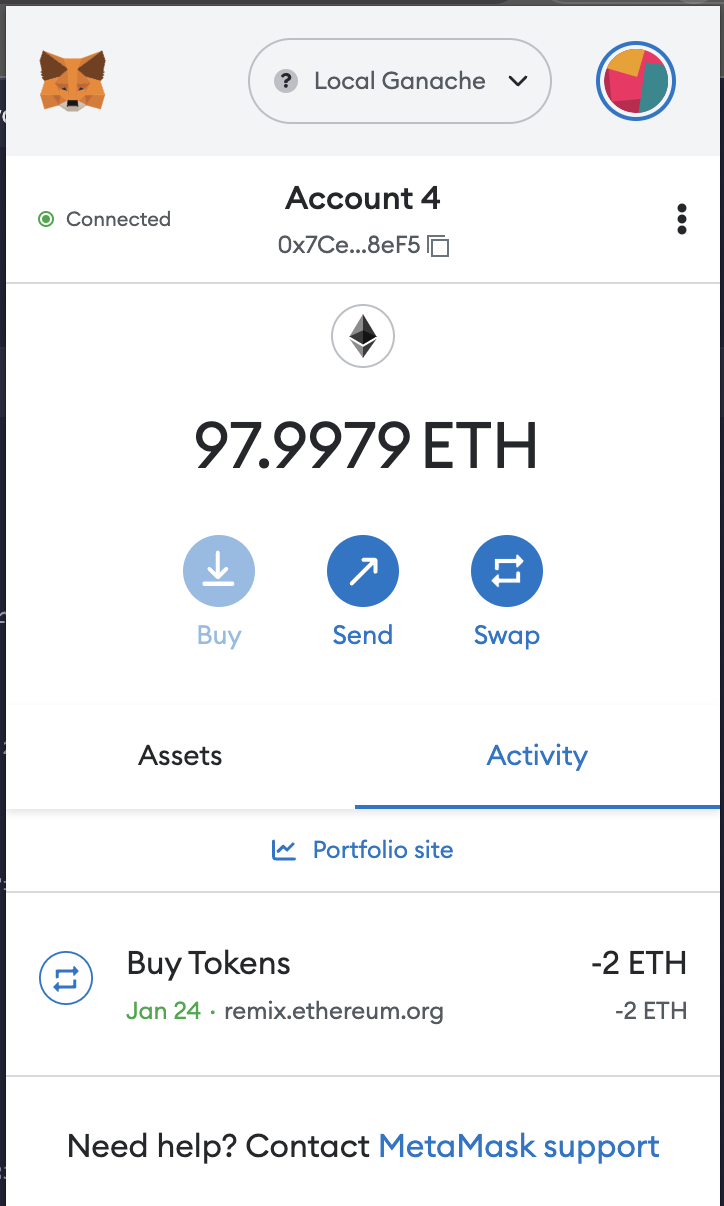 ? Local Ganache
Connected
Account 4
0x7Ce...8eF5
97.9979 ETH
Buy
Send
Swap
Assets
Activity
Portfolio site
Buy Tokens
-2 ETH
Jan 24 · remix.ethereum.org
-2 ETH
Need help? Contact MetaMask support